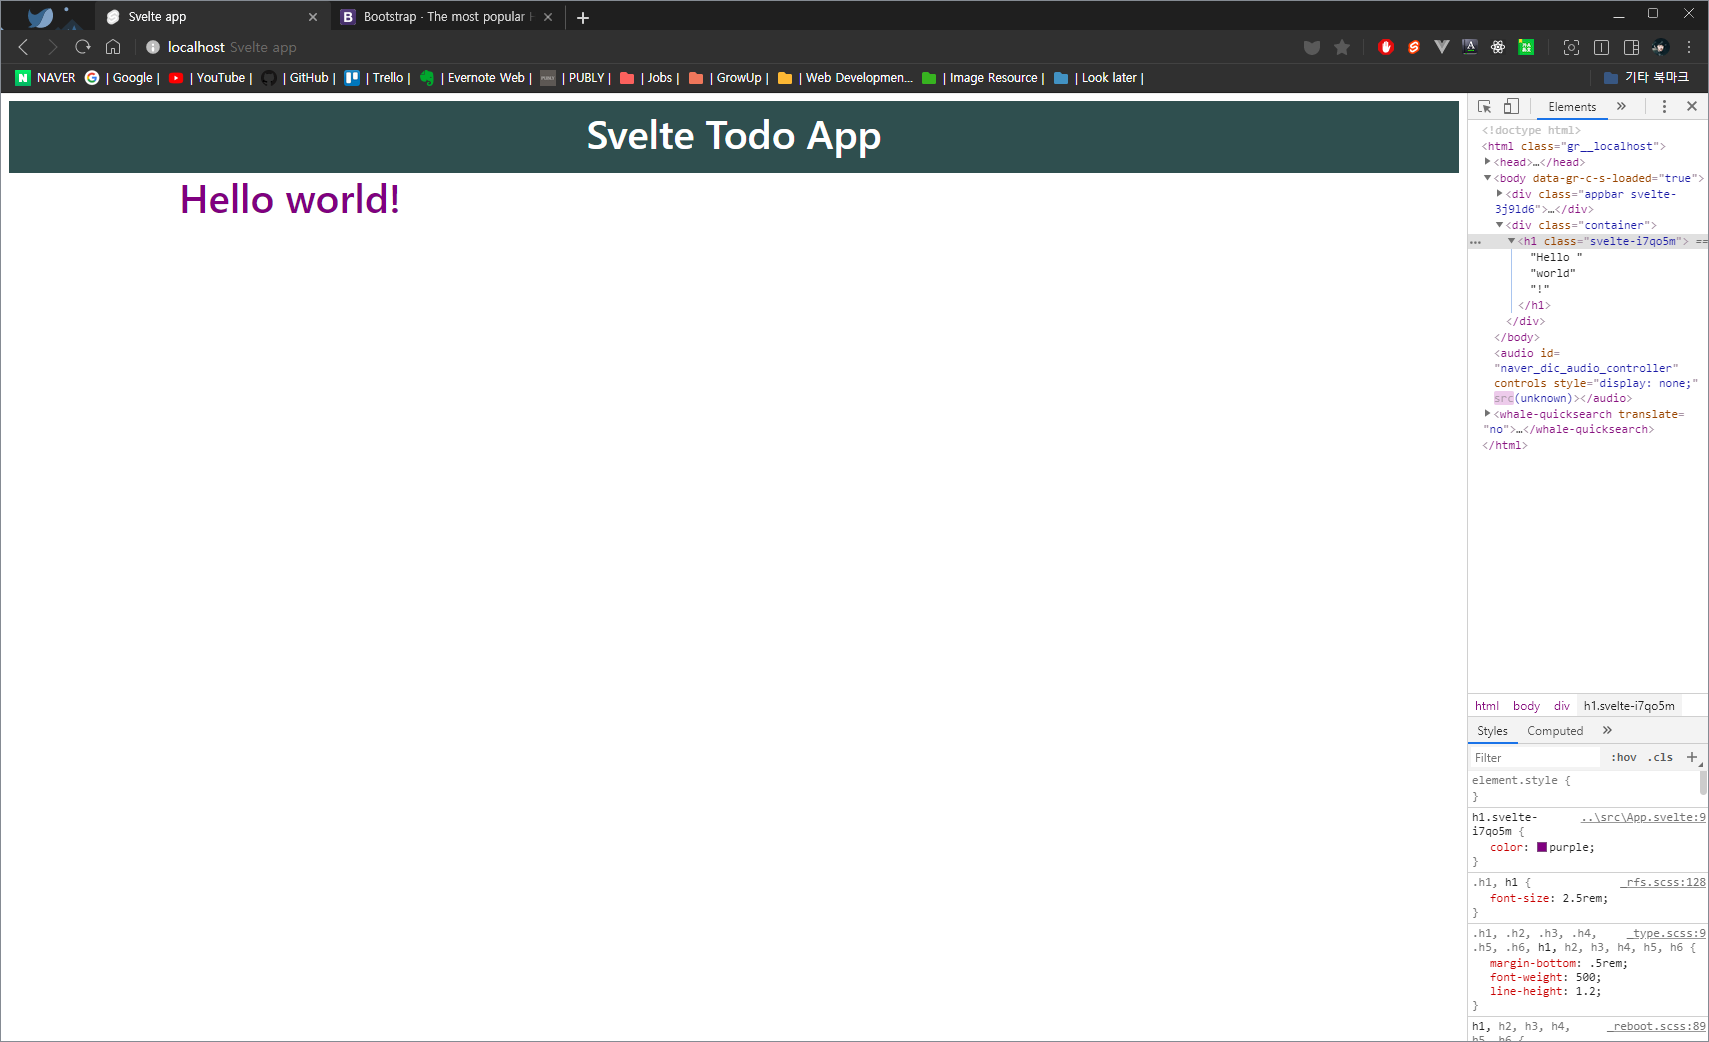 Svelte app
Bootstrap · The most popular H
localhost Svelte app
NAVER | Google | | YouTube | | GitHub | | Trello | | Evernote Web | PUBLY | PUBLY | | Jobs | | GrowUp | | Web Developmen... | Image Resource | | Look later | 기타 북마크
Svelte Todo App
Hello world!
Elements
<!doctype html>
<html class="gr__localhost">
<head>…</head>
<body data-gr-c-s-loaded="true">
<div class="appbar svelte-
3j9ld6">…</div>
<div class="container">
<h1 class="svelte-i7qo5m"> ==
"Hello "
"world"
"!"
</h1>
</div>
</body>
<audio id=
"naver_dic_audio_controller"
controls style="display: none;"
src(unknown)></audio>
<whale-quicksearch translate=
"no">…</whale-quicksearch>
</html>
html body div h1.svelte-i7qo5m
Styles Computed
Filter :hov .cls +
element.style {
}
h1.svelte- ..\src\App.svelte:9
i7qo5m {
color: purple;
}
.h1, h1 { _rfs.scss:128
font-size: 2.5rem;
}
.h1, .h2, .h3, .h4, _type.scss:9
.h5, .h6, h1, h2, h3, h4, h5, h6 {
margin-bottom: .5rem;
font-weight: 500;
line-height: 1.2;
}
h1, h2, h3, h4, _reboot.scss:89
h5, h6 {